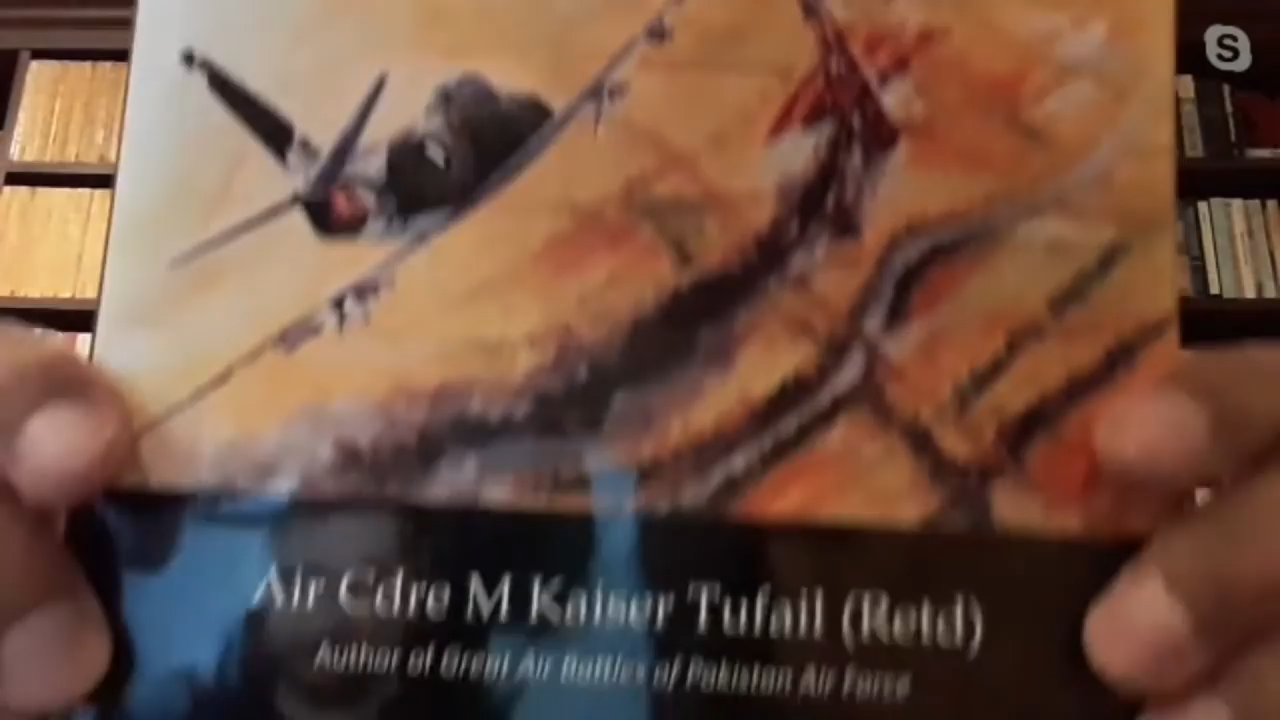 S
Air Cdre M Kaiser Tufail (Retd)
Author of Great Air Battles of Pakistan Air Force